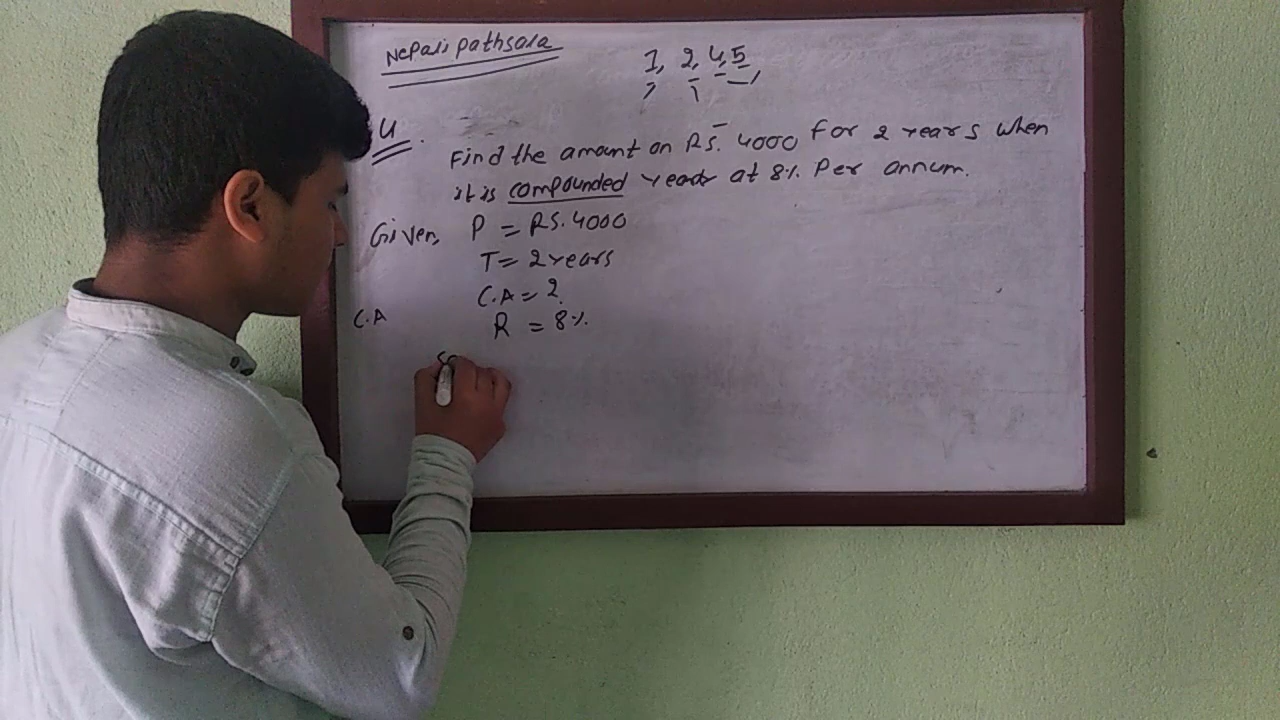 Nepali pathsala
1, 2, 4, 5
4.
Find the amount on Rs. 4000 for 2 years when
it is compounded yearly at 8% Per annum.
Given, P = RS. 4000
T = 2 years
C.A = ?
C.A
R = 8%